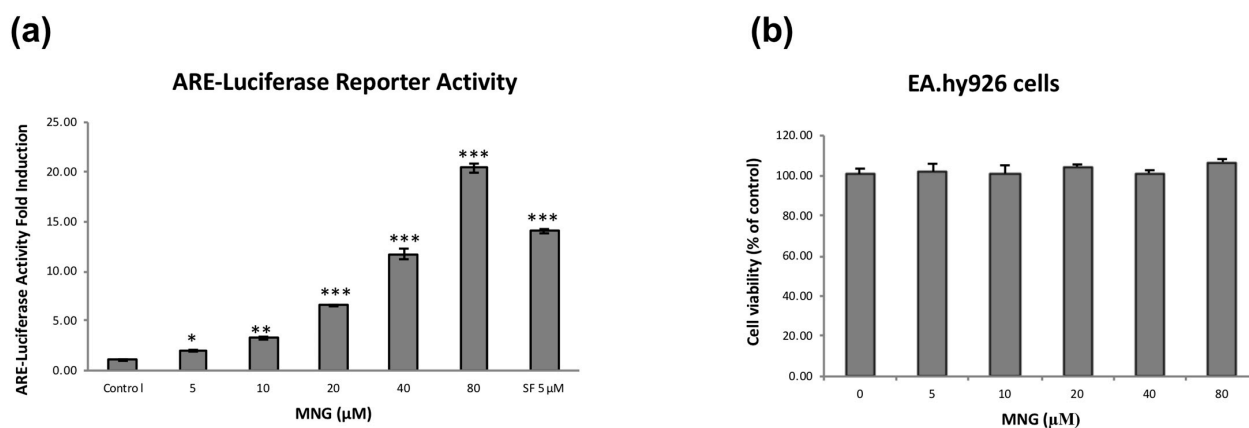 (a)
ARE-Luciferase Reporter Activity
ARE-Luciferase Activity Fold Induction
25.00
20.00
15.00
10.00
5.00
0.00
*
**
***
***
***
***
Control 5 10 20 40 80 SF 5 µM
MNG (µM)
(b)
EA.hy926 cells
Cell viability (% of control)
120.00
100.00
80.00
60.00
40.00
20.00
0.00
0 5 10 20 40 80
MNG (µM)